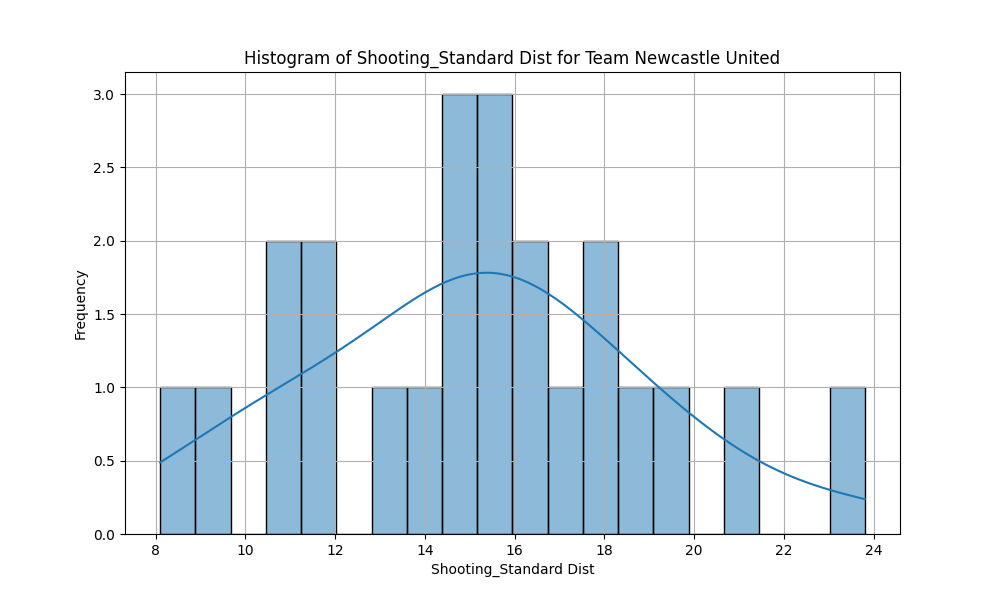 Histogram of Shooting_Standard Dist for Team Newcastle United
3.0
2.5
2.0
1.5
1.0
0.5
0.0
Frequency
8 10 12 14 16 18 20 22 24
Shooting_Standard Dist